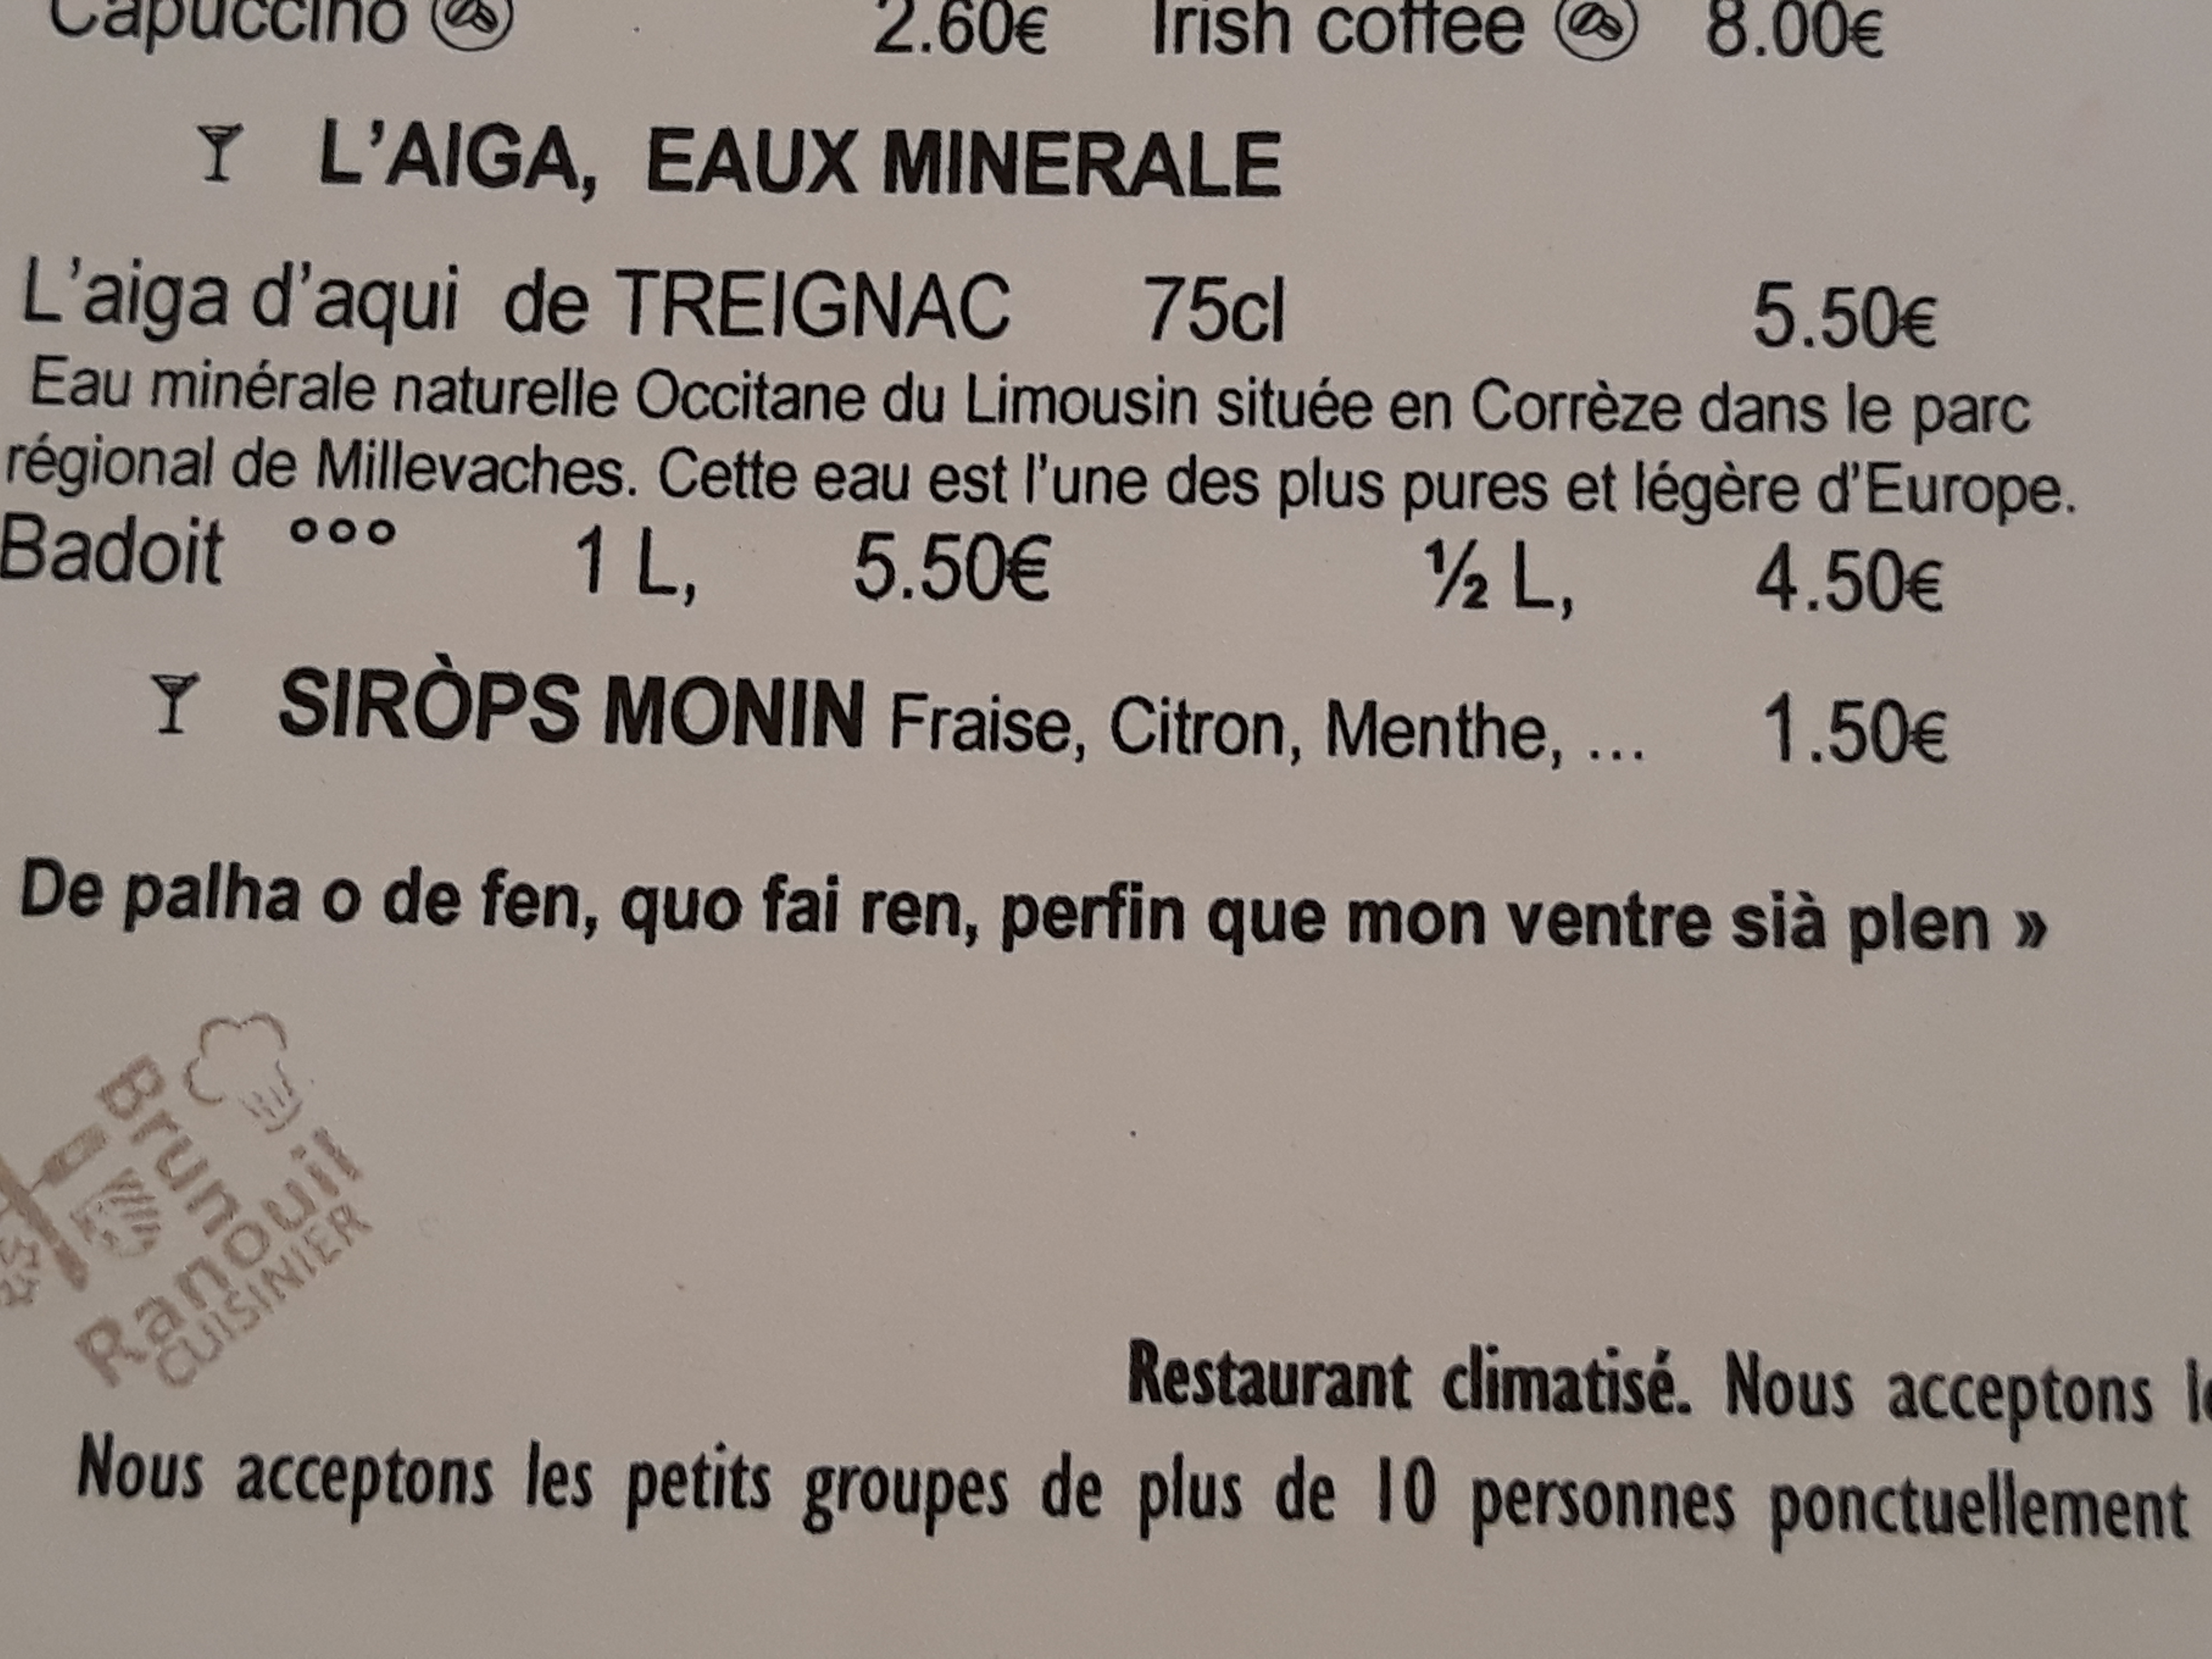 Capuccino 2.60€ Irish coffee 8.00€
L'AIGA, EAUX MINERALE
L'aiga d'aqui de TREIGNAC 75cl 5.50€
Eau minérale naturelle Occitane du Limousin située en Corrèze dans le parc
régional de Millevaches. Cette eau est l'une des plus pures et légère d'Europe.
Badoit °°° 1 L, 5.50€ ½ L, 4.50€
SIRÒPS MONIN Fraise, Citron, Menthe, ... 1.50€
De palha o de fen, quo fai ren, perfin que mon ventre sià plen »
Bruno
Ranouil
CUISINIER
Restaurant climatisé. Nous acceptons
Nous acceptons les petits groupes de plus de 10 personnes ponctuellement